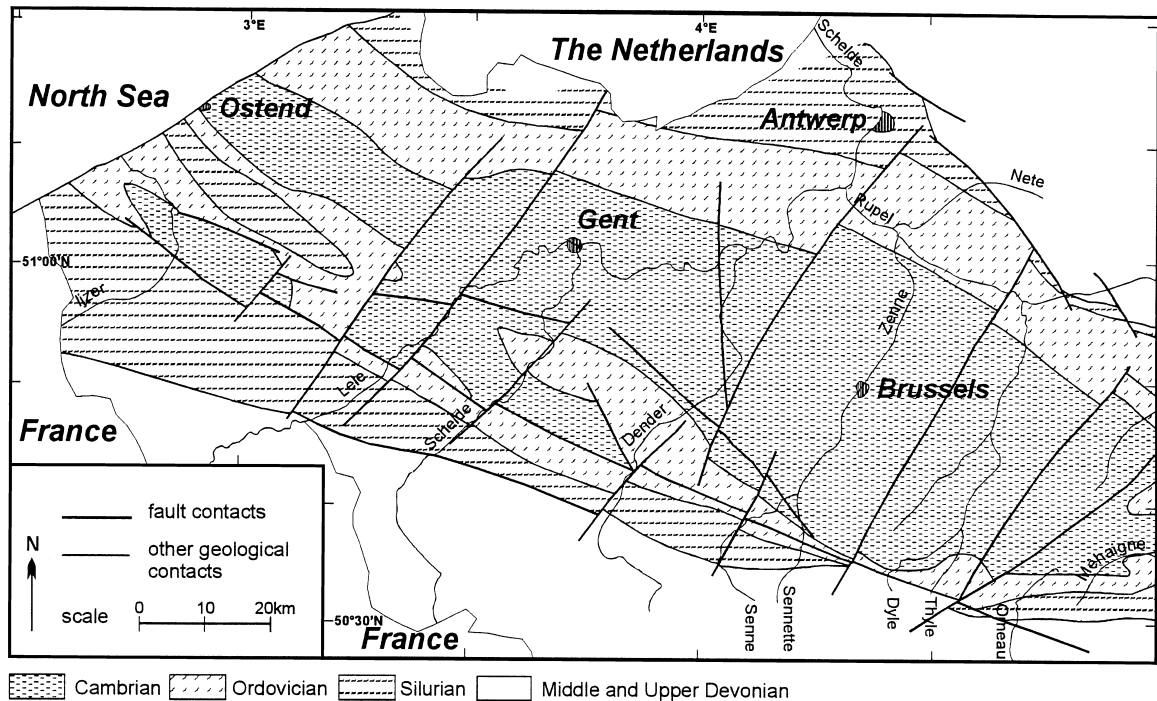 3°E
4°E
The Netherlands
Schelde
North Sea
Ostend
Antwerp
Nete
Rupel
Gent
51°00'N
Ijzer
Zenne
Brussels
Leie
Schelde
Dender
France
fault contacts
other geological
contacts
N
scale
0 10 20km
50°30'N
France
Senne
Sennette
Dyle
Thyle
Orneau
Méhaigne
Cambrian Ordovician Silurian Middle and Upper Devonian